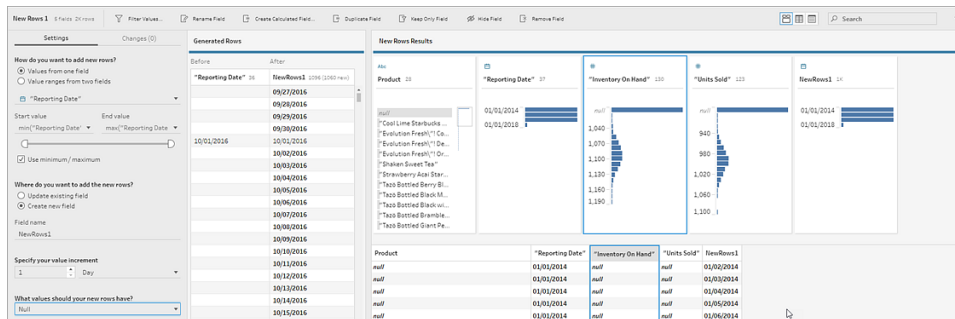 New Rows 1 5 Fields 2K rows Filter Values... Rename Field Create Calculated Field... Duplicate Field Keep Only Field Hide Field Remove Field Search
Settings Changes (0)
How do you want to add new rows?
Values from one field
Value ranges from two fields
"Reporting Date"
Start value End value
min("Reporting Date' max("Reporting Date
Use minimum / maximum
Where do you want to add the new rows?
Update existing field
Create new field
Field name
NewRows1
Specify your value increment
1 Day
What values should your new rows have?
Null
Generated Rows
Before After
"Reporting Date" 36 NewRows1 1096 (1060 new)
09/27/2016
09/28/2016
09/29/2016
09/30/2016
10/01/2016 10/01/2016
10/02/2016
10/03/2016
10/04/2016
10/05/2016
10/06/2016
10/07/2016
10/08/2016
10/09/2016
10/10/2016
10/11/2016
10/12/2016
10/13/2016
10/14/2016
10/15/2016
New Rows Results
Abc
Product 28
null
"Cool Lime Starbucks ...
"Evolution Fresh\"! Co...
"Evolution Fresh\"! De...
"Evolution Fresh\"! Or...
"Shaken Sweet Tea"
"Strawberry Acai Star...
"Tazo Bottled Berry Bl...
"Tazo Bottled Black M...
"Tazo Bottled Black wi...
"Tazo Bottled Bramble...
"Tazo Bottled Giant Pe...
"Reporting Date" 37
01/01/2014
01/01/2018
"Inventory On Hand" 130
null
1,040
1,070
1,100
1,130
1,160
1,190
"Units Sold" 123
null
940
980
1,020
1,060
1,100
NewRows1 1K
01/01/2014
01/01/2018
Product "Reporting Date" "Inventory On Hand" "Units Sold" NewRows1
null 01/01/2014 null null 01/02/2014
null 01/01/2014 null null 01/03/2014
null 01/01/2014 null null 01/04/2014
null 01/01/2014 null null 01/05/2014
null 01/01/2014 null null 01/06/2014